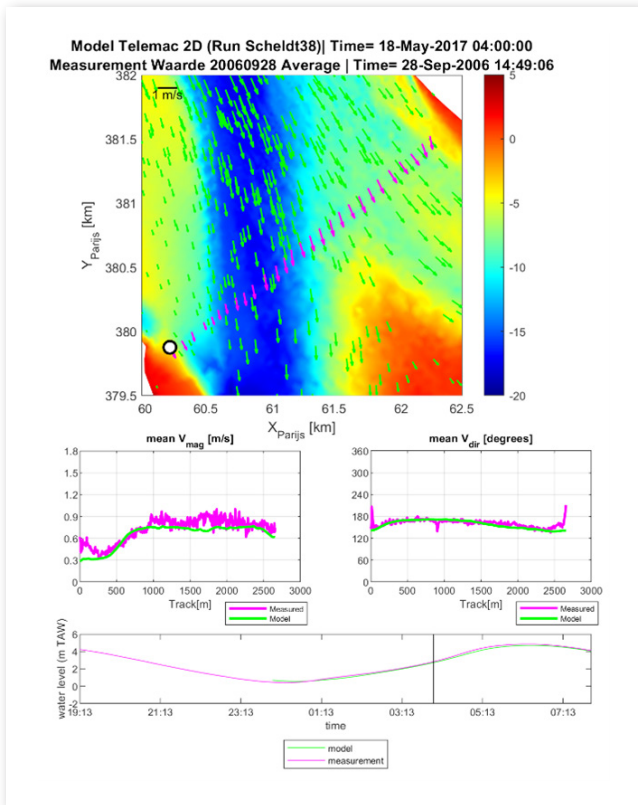 Model Telemac 2D (Run Scheldt38)| Time= 18-May-2017 04:00:00
Measurement Waarde 20060928 Average | Time= 28-Sep-2006 14:49:06
382
381.5
381
380.5
380
379.5
Y_Parijs [km]
1 m/s
60 60.5 61 61.5 62 62.5
X_Parijs [km]
5
0
-5
-10
-15
-20
mean V_mag [m/s]
1.8
1.5
1.2
0.9
0.6
0.3
0
0 500 1000 1500 2000 2500 3000
Track[m]
Measured
Model
mean V_dir [degrees]
360
300
240
180
120
60
0
0 500 1000 1500 2000 2500 3000
Track[m]
Measured
Model
water level (m TAW)
6
4
2
0
-2
19:13 21:13 23:13 01:13 03:13 05:13 07:13
time
model
measurement